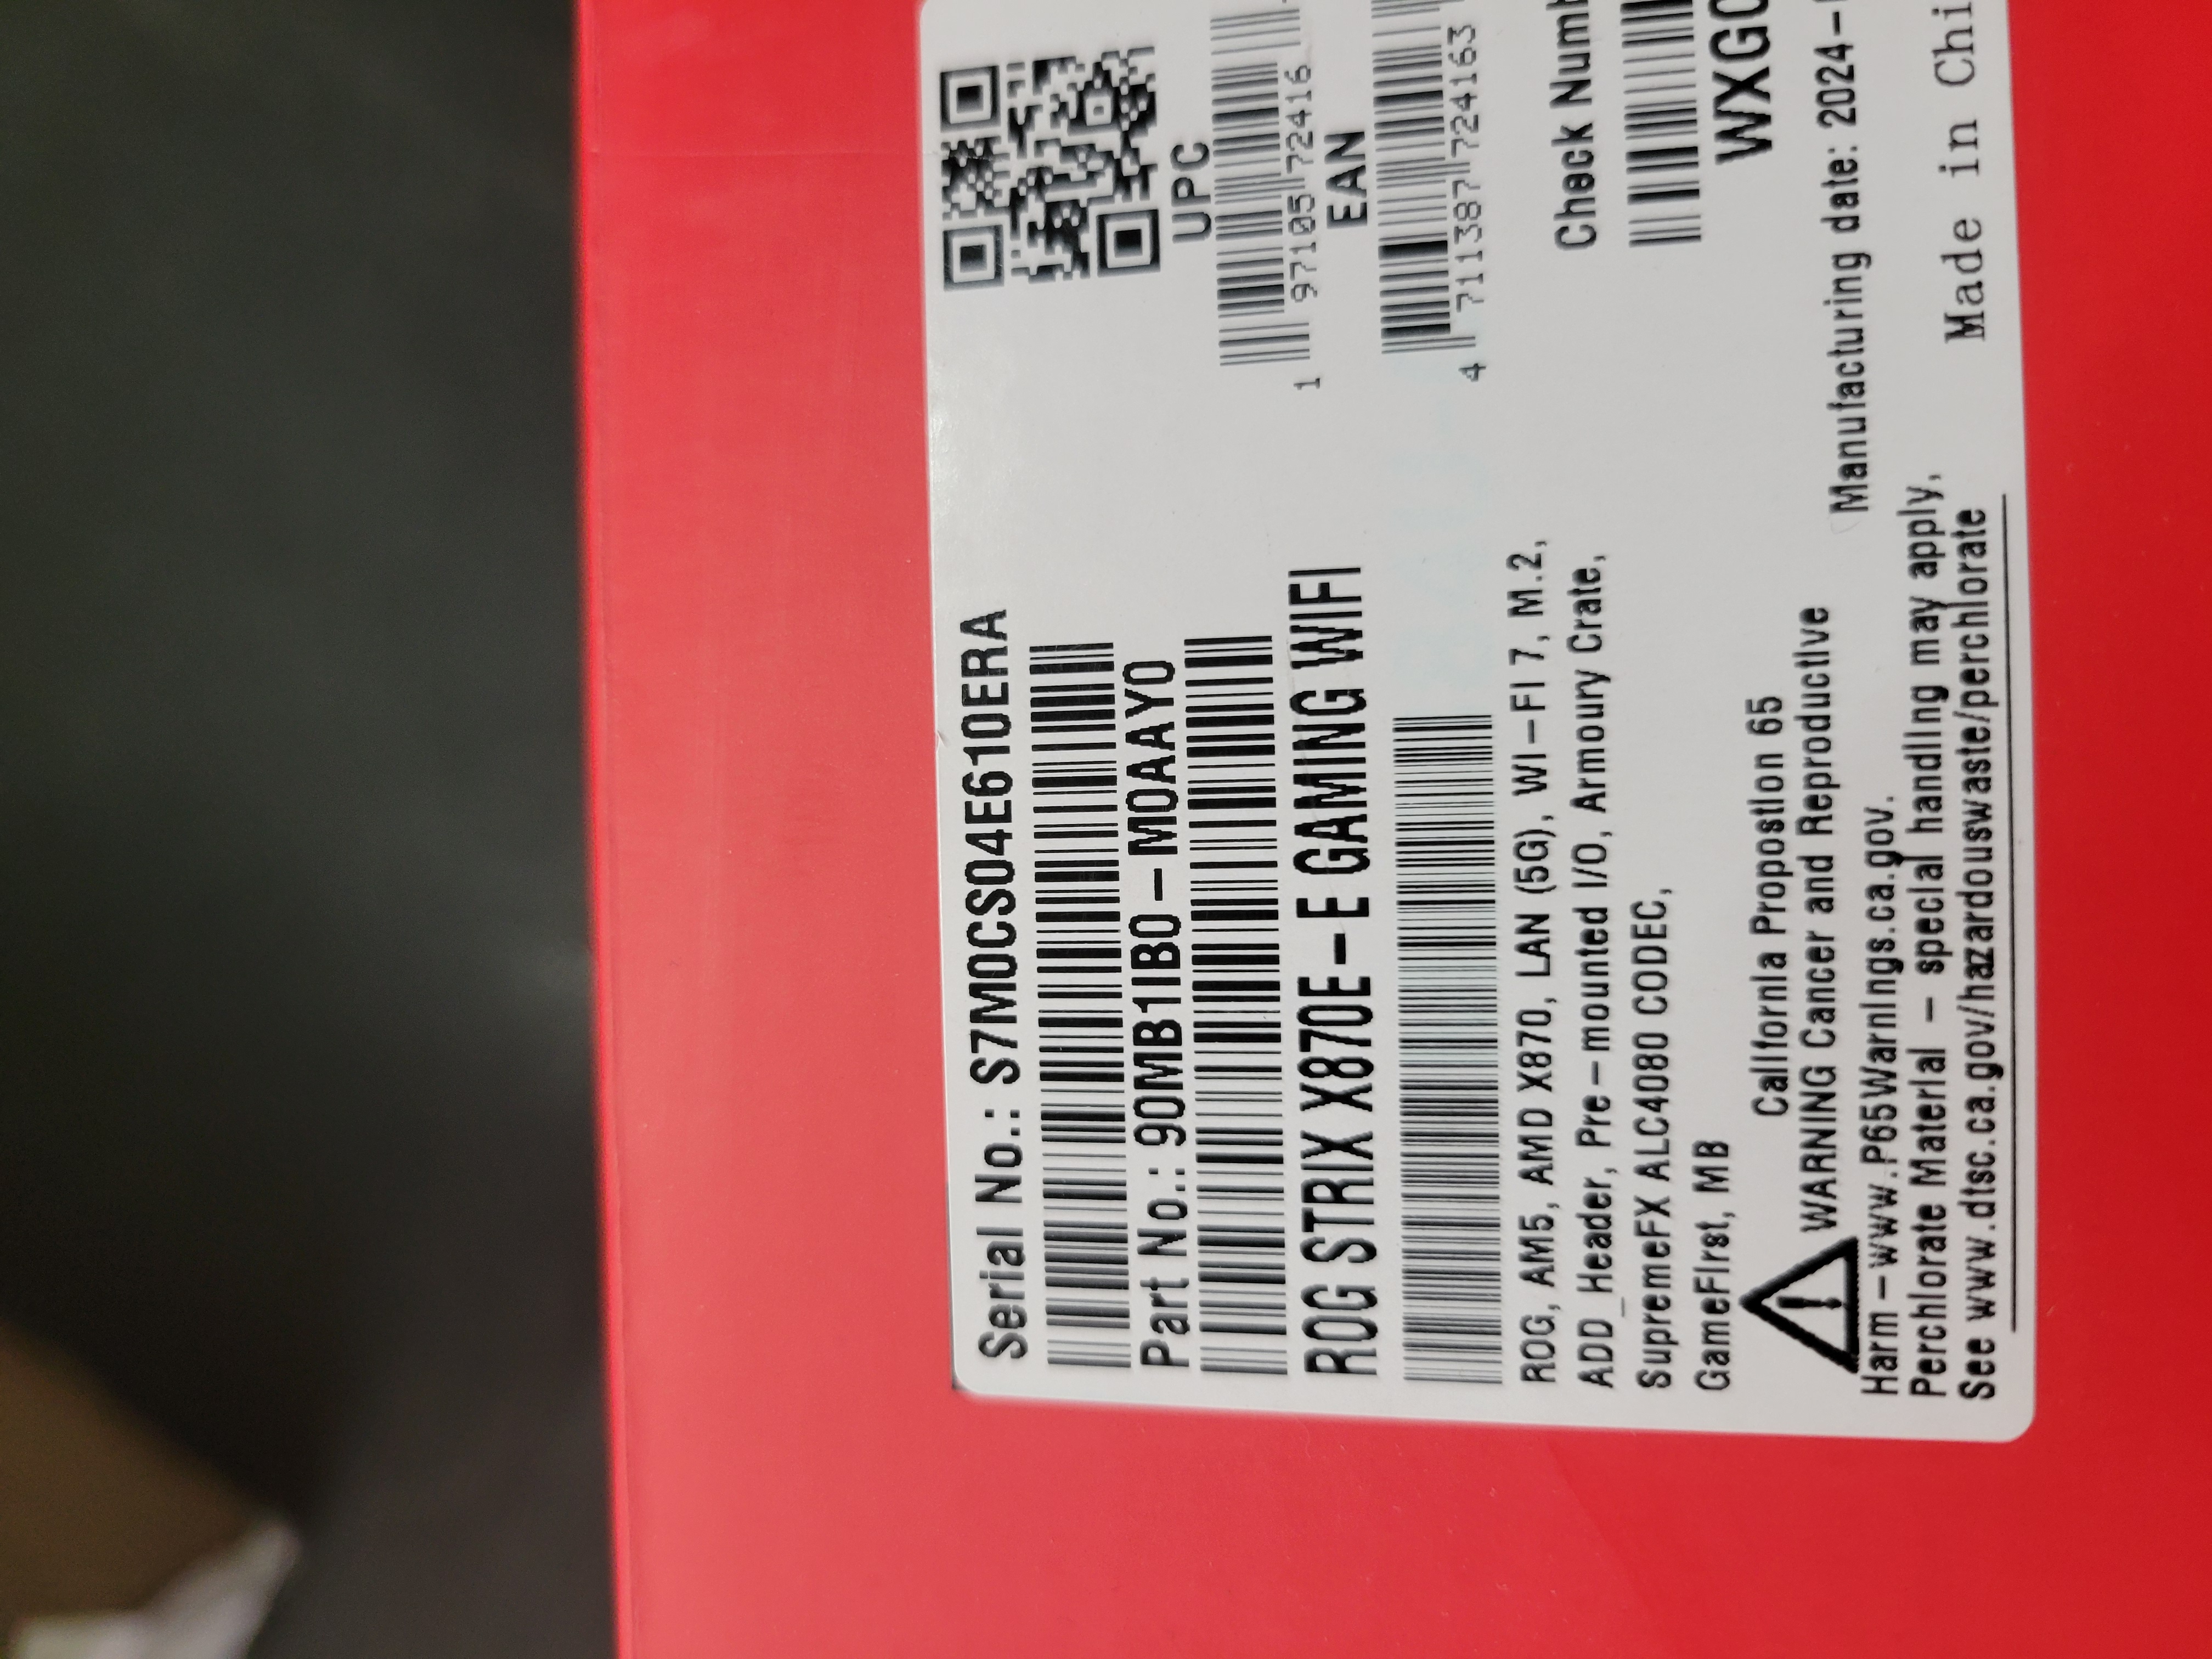 Serial No.: S7M0CS04E610ERA
Part No.: 90MB1IB0-M0AAY0
ROG STRIX X870E-E GAMING WIFI
ROG, AM5, AMD X870, LAN (5G), WI-FI 7, M.2,
ADD_Header, Pre-mounted I/O, Armoury Crate,
SupremeFX ALC4080 CODEC,
GameFirst, MB
California Propostion 65
WARNING Cancer and Reproductive
Harm-www.P65Warnings.ca.gov.
Perchlorate Material - special handling may apply,
See www.dtsc.ca.gov/hazardouswaste/perchlorate
UPC
1 97105 72416
EAN
4 711387 724163
Check Numb
WXG0
Manufacturing date: 2024-
Made in Chi